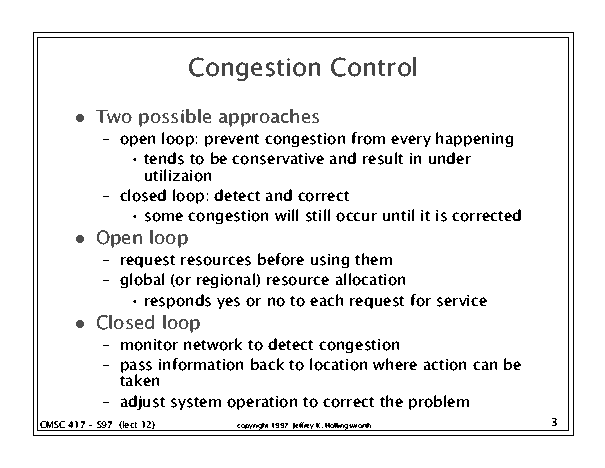 Congestion Control
● Two possible approaches
– open loop: prevent congestion from every happening
• tends to be conservative and result in under
utilizaion
– closed loop: detect and correct
• some congestion will still occur until it is corrected
● Open loop
– request resources before using them
– global (or regional) resource allocation
• responds yes or no to each request for service
● Closed loop
– monitor network to detect congestion
– pass information back to location where action can be
taken
– adjust system operation to correct the problem
CMSC 417 - S97 (lect 12)
copyright 1997 Jeffrey K. Hollingsworth
3